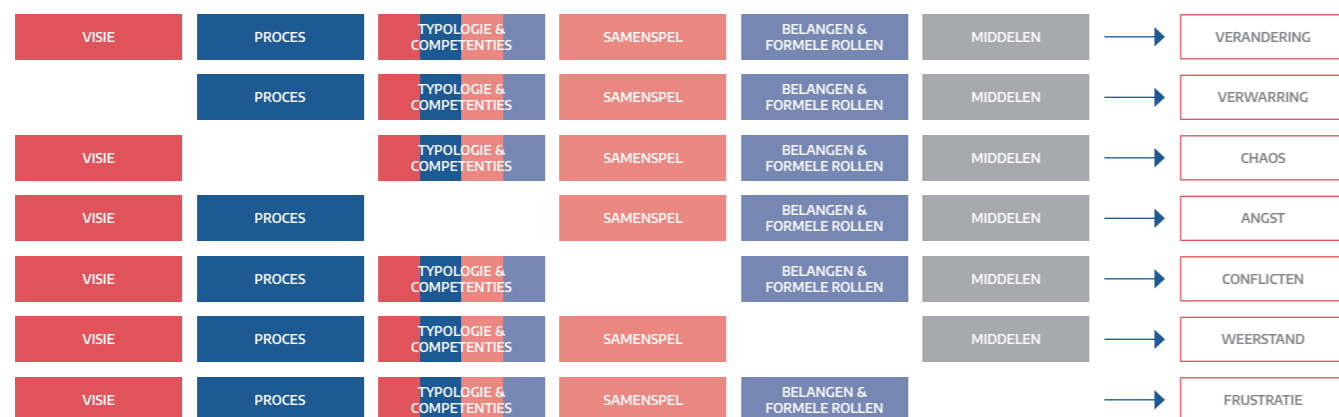 VISIE PROCES TYPOLOGIE & COMPETENTIES SAMENSPEL BELANGEN & FORMELE ROLLEN MIDDELEN VERANDERING
PROCES TYPOLOGIE & COMPETENTIES SAMENSPEL BELANGEN & FORMELE ROLLEN MIDDELEN VERWARRING
VISIE TYPOLOGIE & COMPETENTIES SAMENSPEL BELANGEN & FORMELE ROLLEN MIDDELEN CHAOS
VISIE PROCES SAMENSPEL BELANGEN & FORMELE ROLLEN MIDDELEN ANGST
VISIE PROCES TYPOLOGIE & COMPETENTIES BELANGEN & FORMELE ROLLEN MIDDELEN CONFLICTEN
VISIE PROCES TYPOLOGIE & COMPETENTIES SAMENSPEL MIDDELEN WEERSTAND
VISIE PROCES TYPOLOGIE & COMPETENTIES SAMENSPEL BELANGEN & FORMELE ROLLEN FRUSTRATIE